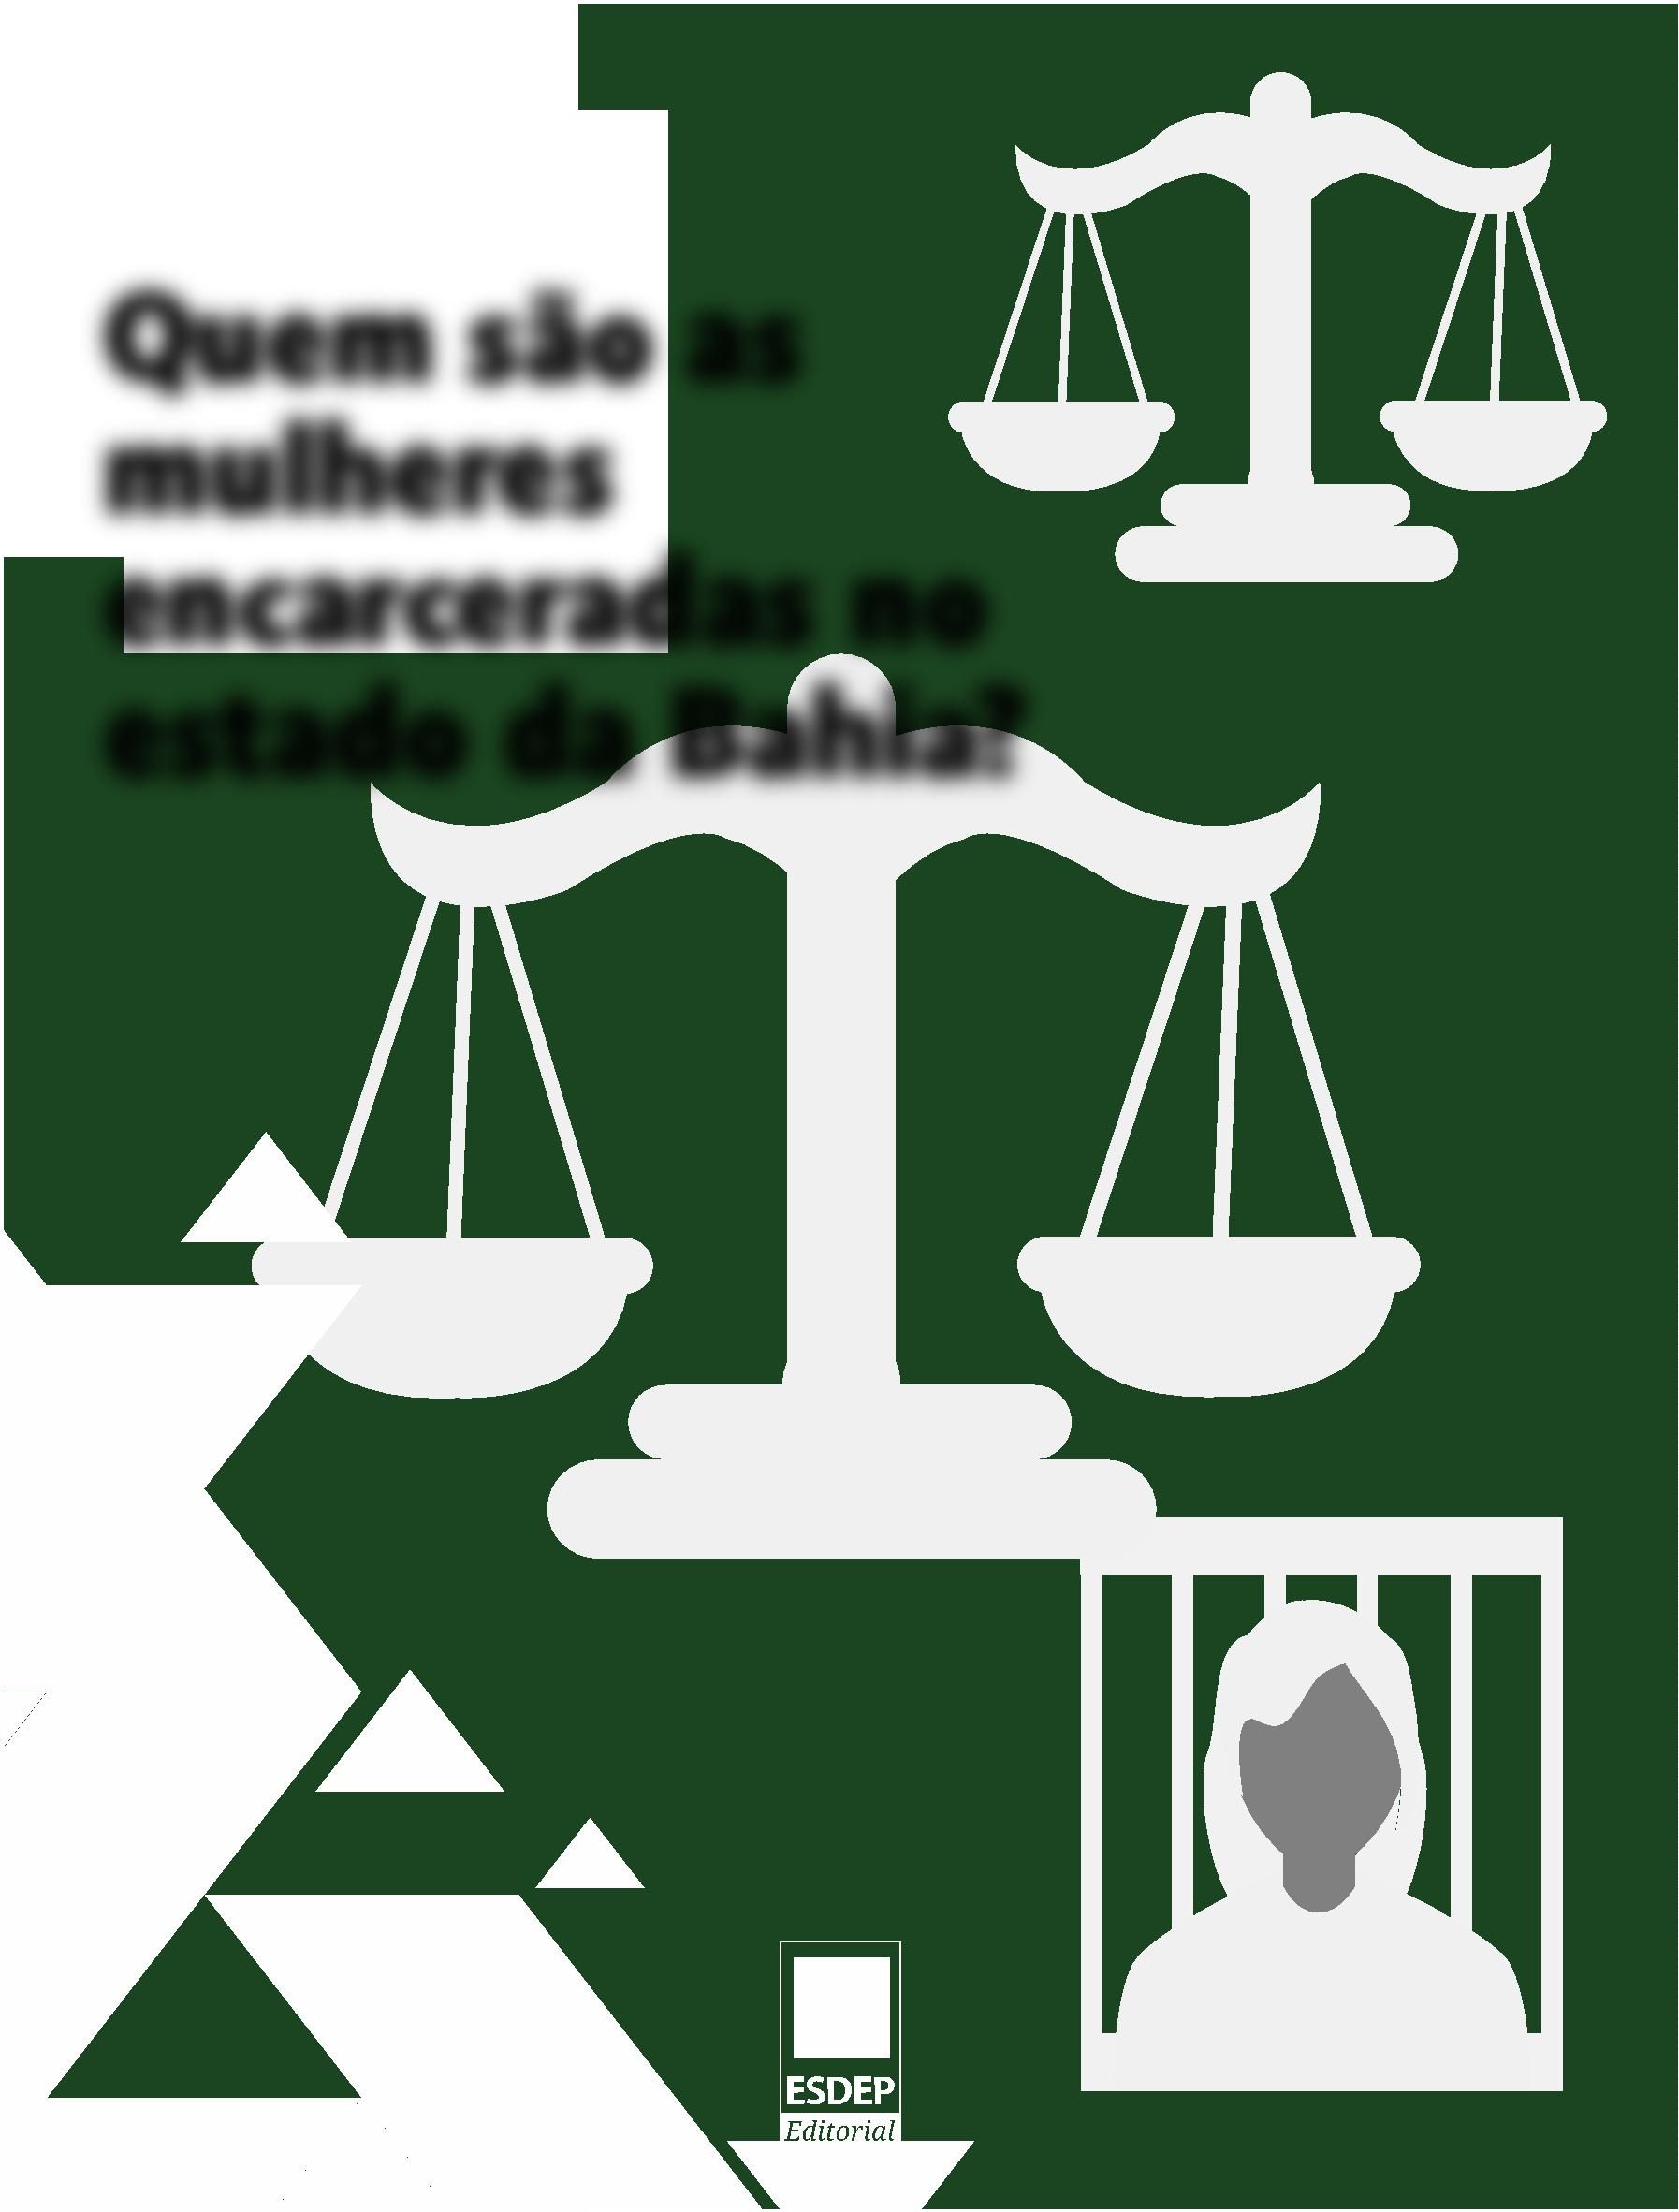 Quem são as
mulheres
encarceradas no
estado da Bahia?
ESDEP
Editorial